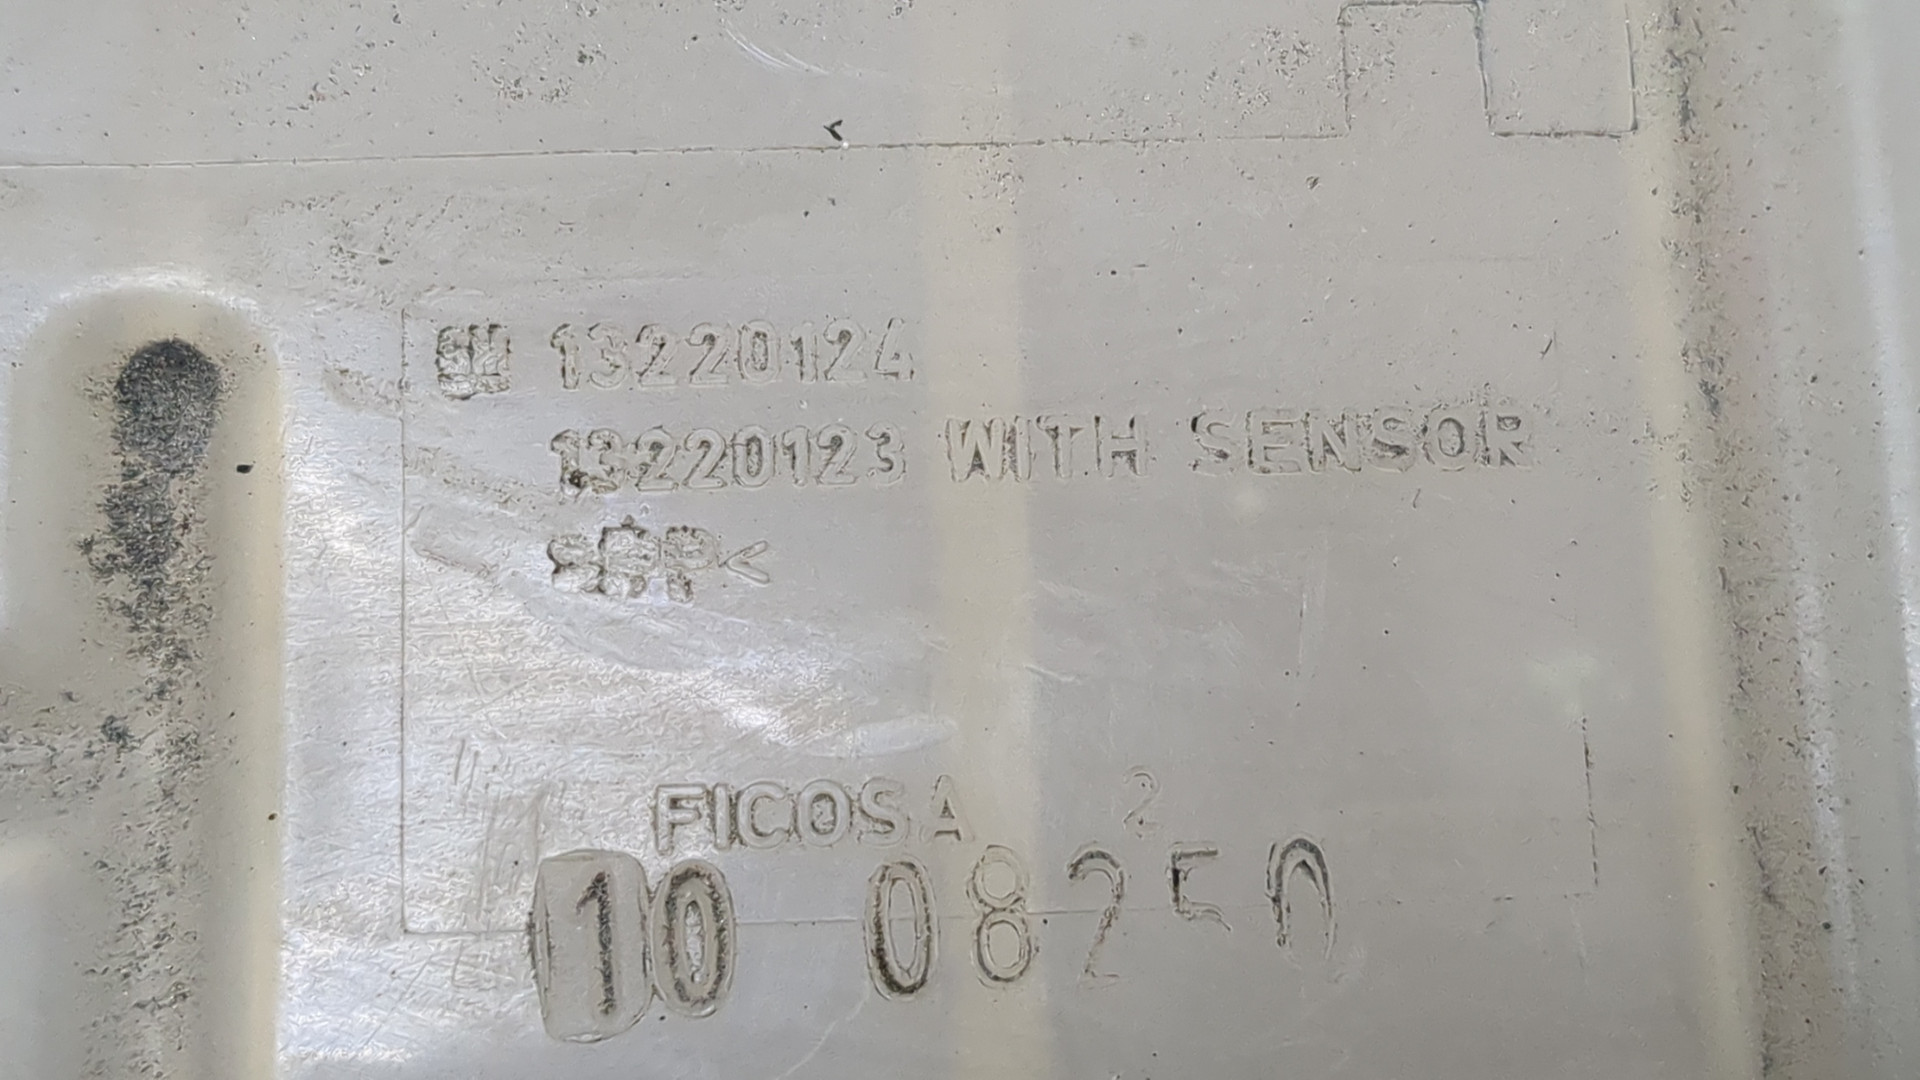 GM 13220124
13220123 WITH SENSOR
>PP<
FICOSA 2
10 08250